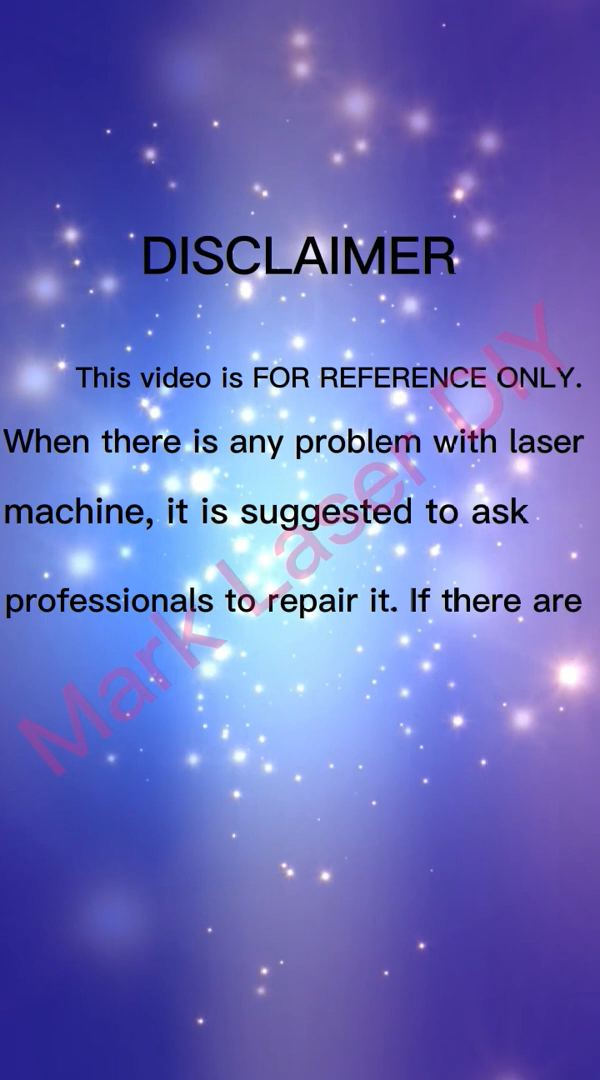 DISCLAIMER
This video is FOR REFERENCE ONLY.
When there is any problem with laser
machine, it is suggested to ask
professionals to repair it. If there are
Mark Laser DIY